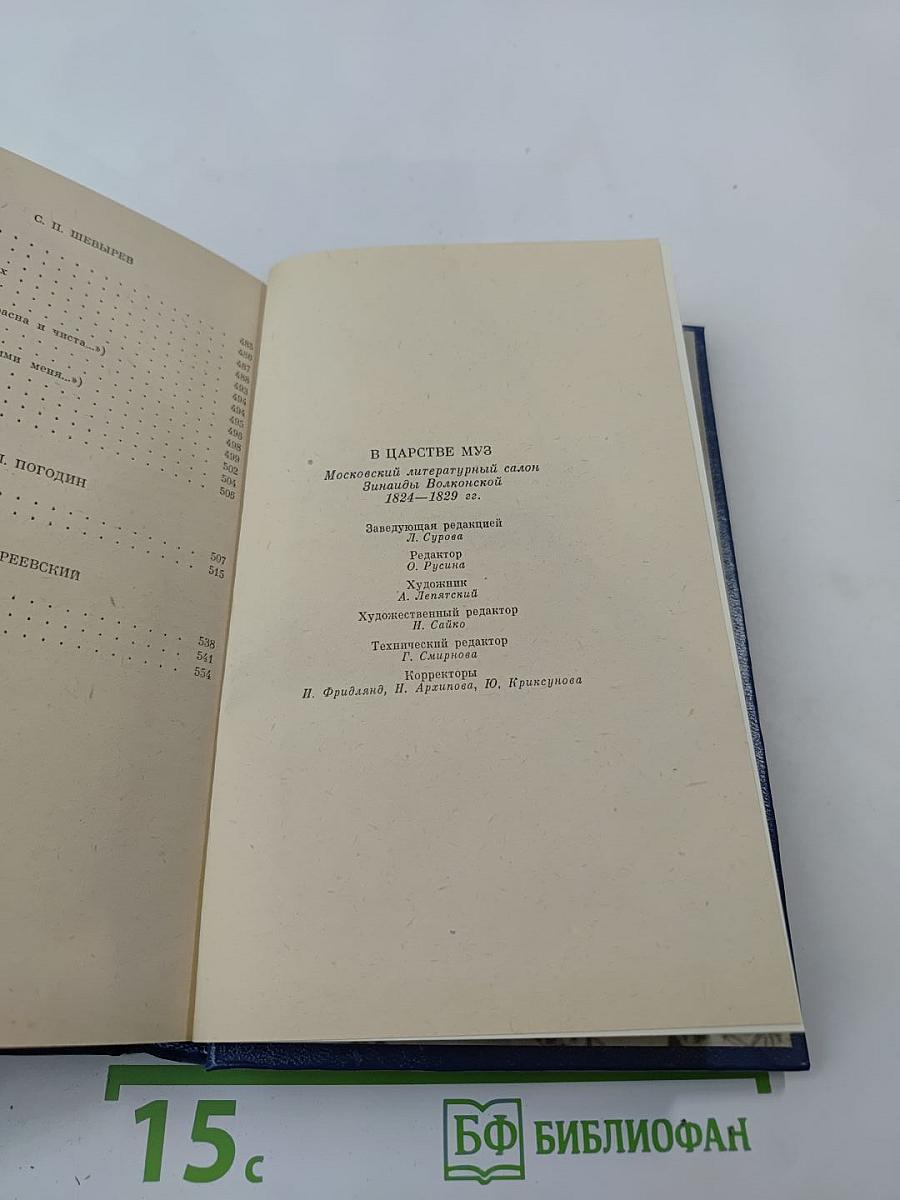 С. П. ШЕВЫРЕВ
х
асна и чиста...»)
ими меня...»)
485
486
487
488
493
494
494
495
496
498
499
502
504
506
П. ПОГОДИН
507
515
РЕЕВСКИЙ
538
541
554
В ЦАРСТВЕ МУЗ
Московский литературный салон
Зинаиды Волконской
1824—1829 гг.
Заведующая редакцией
Л. Сурова
Редактор
О. Русина
Художник
А. Лепятский
Художественный редактор
И. Сайко
Технический редактор
Г. Смирнова
Корректоры
И. Фридлянд, Н. Архипова, Ю. Криксунова
15 с
БФ БИБЛИОФАН